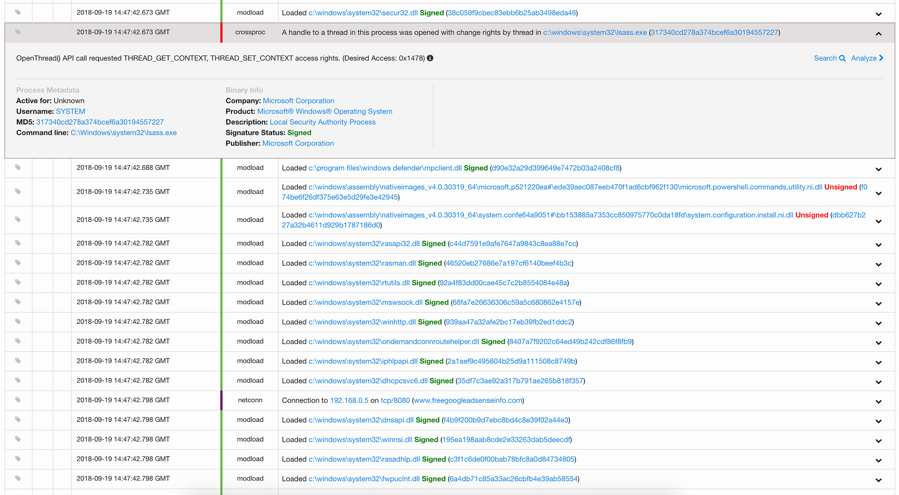 2018-09-19 14:47:42.673 GMT modload Loaded c:\windows\system32\secur32.dll Signed (38c059f9cbec83ebb6b25ab3498eda46)
2018-09-19 14:47:42.673 GMT crossproc A handle to a thread in this process was opened with change rights by thread in c:\windows\system32\lsass.exe (317340cd278a374bcef6a30194557227)
OpenThread() API call requested THREAD_GET_CONTEXT, THREAD_SET_CONTEXT access rights. (Desired Access: 0x1478) Search Analyze
Process Metadata Binary Info
Active for: Unknown Company: Microsoft Corporation
Username: SYSTEM Product: Microsoft® Windows® Operating System
MD5: 317340cd278a374bcef6a30194557227 Description: Local Security Authority Process
Command line: C:\Windows\system32\lsass.exe Signature Status: Signed
Publisher: Microsoft Corporation
2018-09-19 14:47:42.688 GMT modload Loaded c:\program files\windows defender\mpclient.dll Signed (d90e32a29d399649e7472b03a2408cf8)
2018-09-19 14:47:42.735 GMT modload Loaded c:\windows\assembly\nativeimages_v4.0.30319_64\microsoft.p521220ea#\ede39aec087eeb470f1ad6cbf962f130\microsoft.powershell.commands.utility.ni.dll Unsigned (f0
74be6f26df375e63e5d29fe3e42945)
2018-09-19 14:47:42.735 GMT modload Loaded c:\windows\assembly\nativeimages_v4.0.30319_64\system.confe64a9051#\bb153885a7353cc850975770c0da18fd\system.configuration.install.ni.dll Unsigned (dbb627b2
27a32b4611d929b1787186d0)
2018-09-19 14:47:42.782 GMT modload Loaded c:\windows\system32\rasapi32.dll Signed (c44d7591e9afe7647a9843c8ea88e7cc)
2018-09-19 14:47:42.782 GMT modload Loaded c:\windows\system32\rasman.dll Signed (46520eb27686e7a197cf6140beef4b3c)
2018-09-19 14:47:42.782 GMT modload Loaded c:\windows\system32\rtutils.dll Signed (92a4f83dd00cae45c7c2b8554084e48a)
2018-09-19 14:47:42.782 GMT modload Loaded c:\windows\system32\mswsock.dll Signed (68fa7e26636306c59a5c680862e4157e)
2018-09-19 14:47:42.782 GMT modload Loaded c:\windows\system32\winhttp.dll Signed (939aa47a32afe2bc17eb39fb2ed1ddc2)
2018-09-19 14:47:42.782 GMT modload Loaded c:\windows\system32\ondemandconnroutehelper.dll Signed (8407a7f9202c64ed49b242cdf86f8fb9)
2018-09-19 14:47:42.782 GMT modload Loaded c:\windows\system32\iphlpapi.dll Signed (2a1aef9c495604b25d9a111508c8749b)
2018-09-19 14:47:42.782 GMT modload Loaded c:\windows\system32\dhcpcsvc6.dll Signed (35df7c3ae92a317b791ae265b818f357)
2018-09-19 14:47:42.798 GMT netconn Connection to 192.168.0.5 on tcp/8080 (www.freegoogleadsenseinfo.com)
2018-09-19 14:47:42.798 GMT modload Loaded c:\windows\system32\dnsapi.dll Signed (f4b9f200b9d7ebc8bd4c8e39f02a44e3)
2018-09-19 14:47:42.798 GMT modload Loaded c:\windows\system32\winnsi.dll Signed (195ea198aab8cde2e33263dab5deecdf)
2018-09-19 14:47:42.798 GMT modload Loaded c:\windows\system32\rasadhlp.dll Signed (c3f1c6de0f00bab78bfc8a0d84734805)
2018-09-19 14:47:42.798 GMT modload Loaded c:\windows\system32\fwpuclnt.dll Signed (6a4db71c85a33ac26cbfb4e39ab58554)